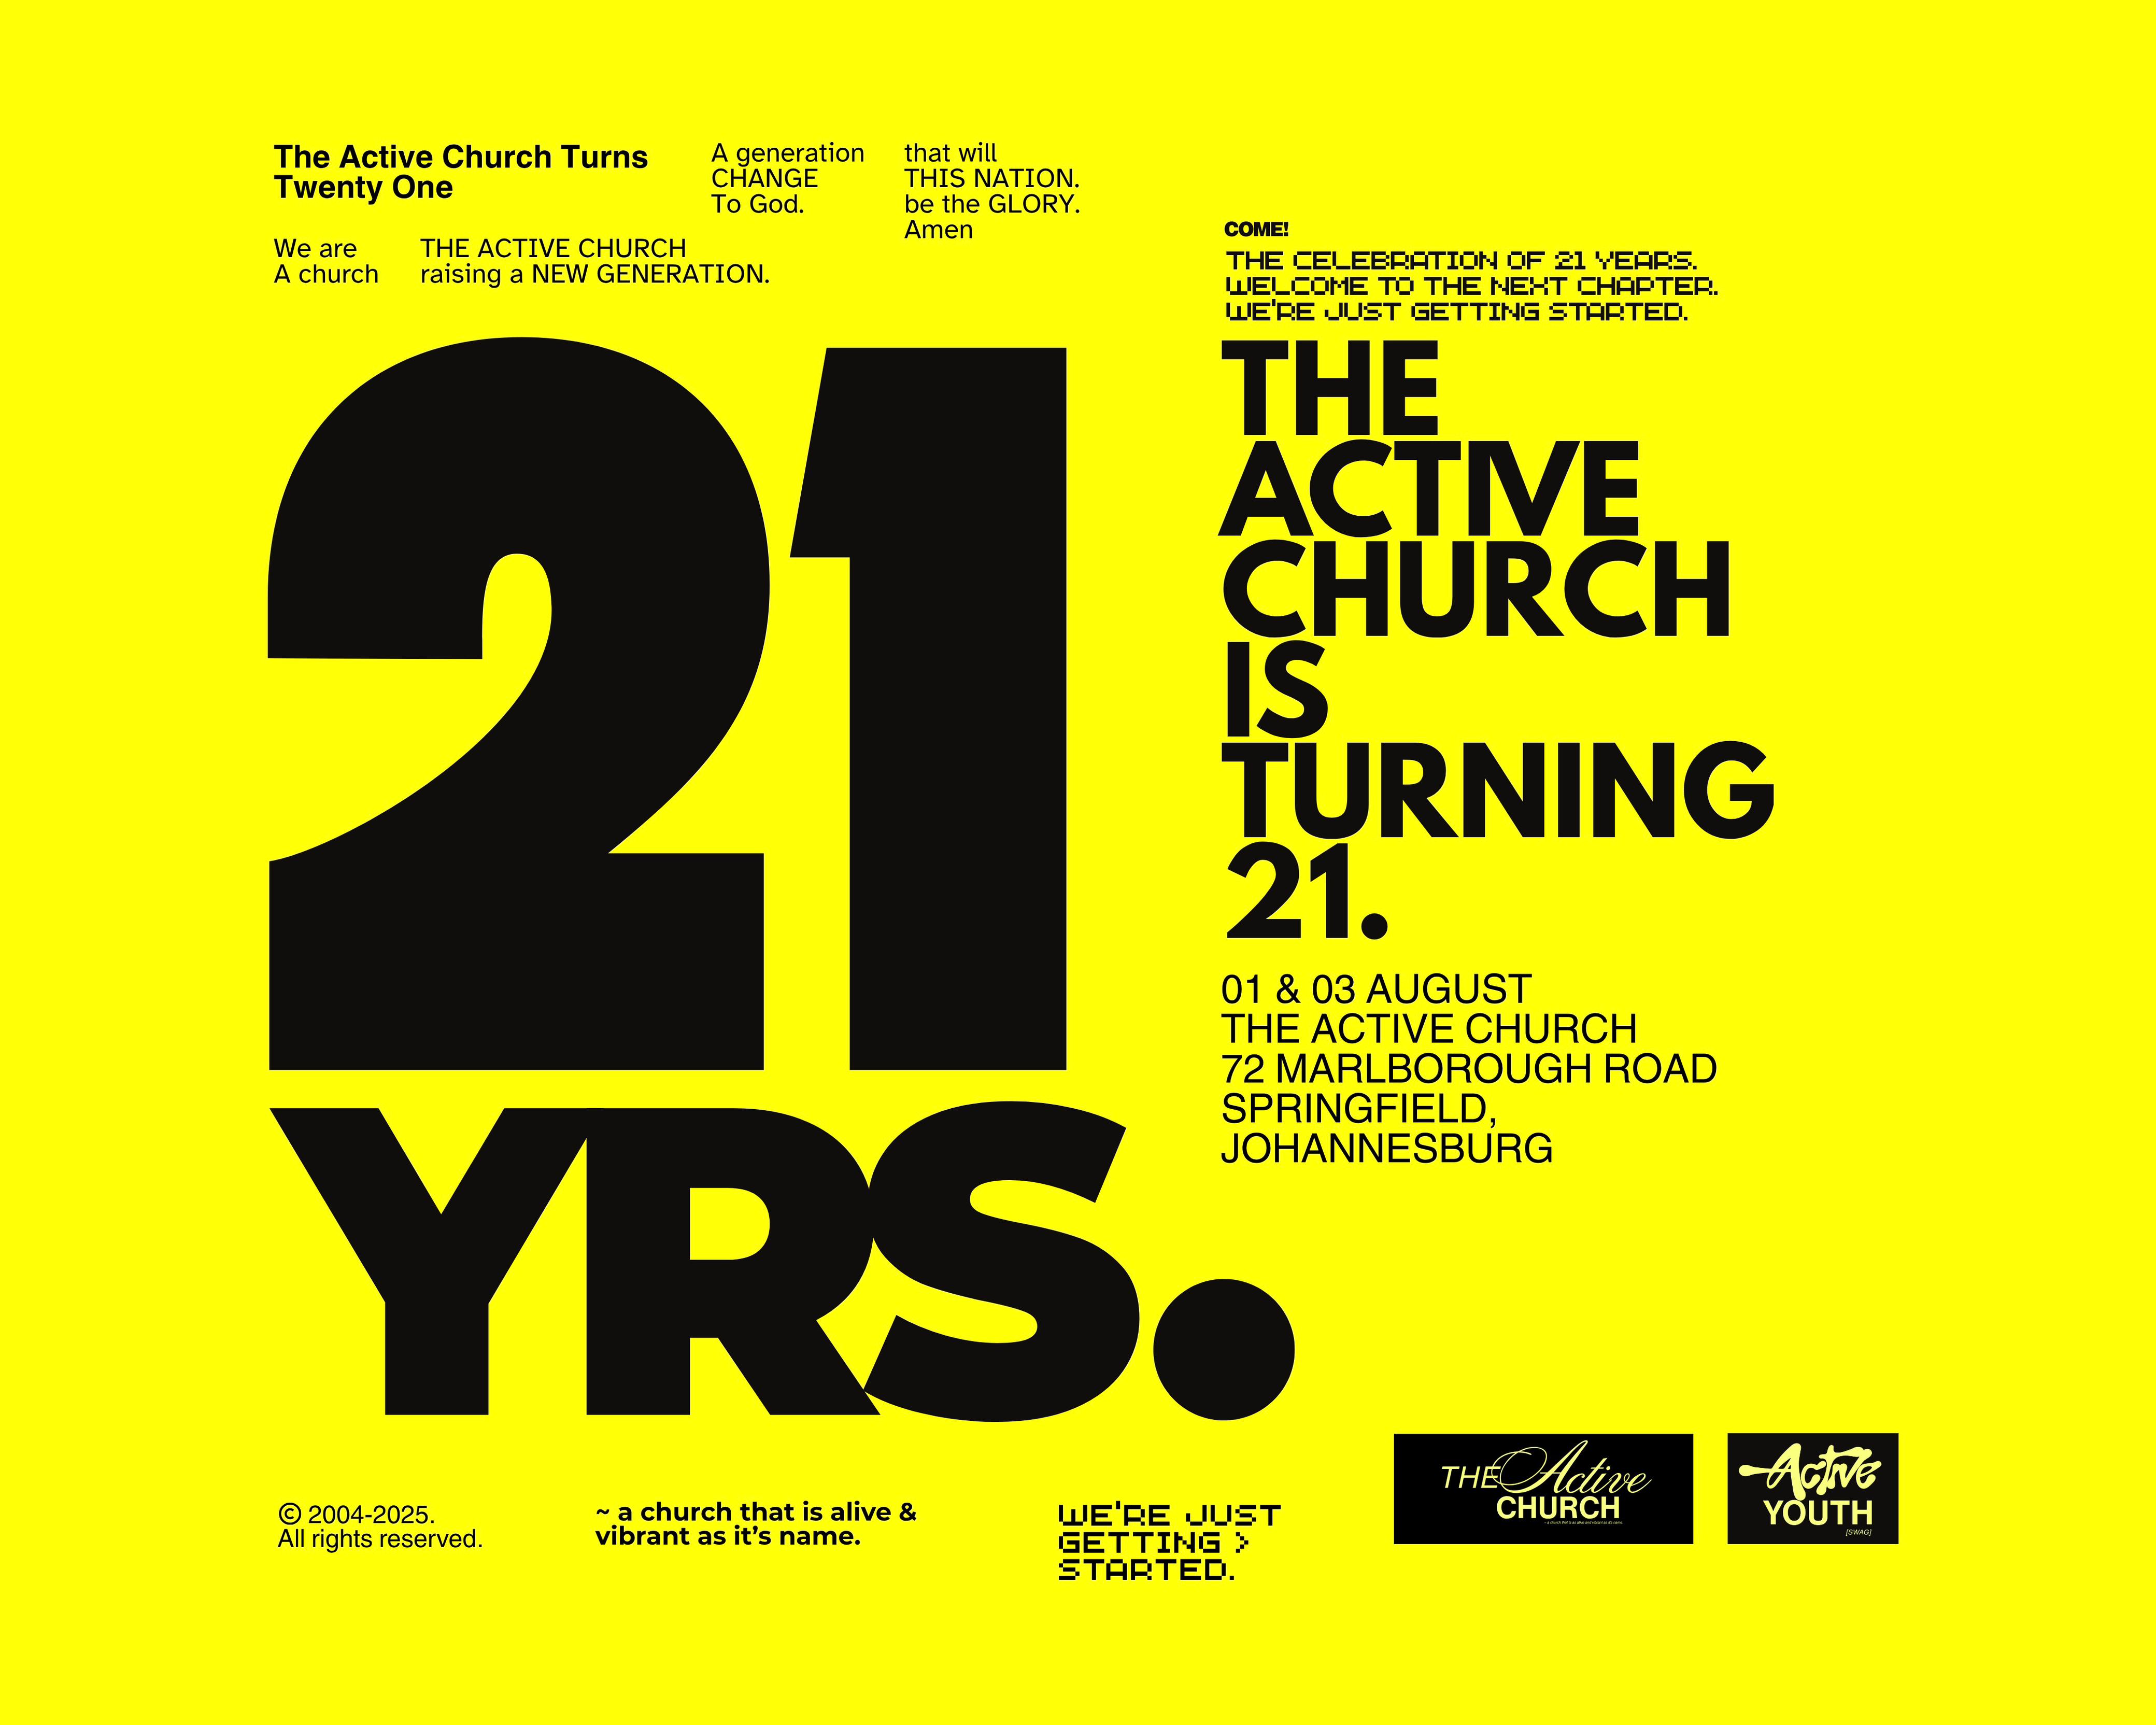 The Active Church Turns
Twenty One
A generation that will
CHANGE THIS NATION.
To God. be the GLORY.
Amen
We are THE ACTIVE CHURCH
A church raising a NEW GENERATION.
COME!
THE CELEBRATION OF 21 YEARS.
WELCOME TO THE NEXT CHAPTER.
WE'RE JUST GETTING STARTED.
21
YRS.
THE
ACTIVE
CHURCH
IS
TURNING
21.
01 & 03 AUGUST
THE ACTIVE CHURCH
72 MARLBOROUGH ROAD
SPRINGFIELD,
JOHANNESBURG
© 2004-2025.
All rights reserved.
~ a church that is alive &
vibrant as it’s name.
WE'RE JUST
GETTING >
STARTED.
THE Active
CHURCH
Active
YOUTH
[SWAG]